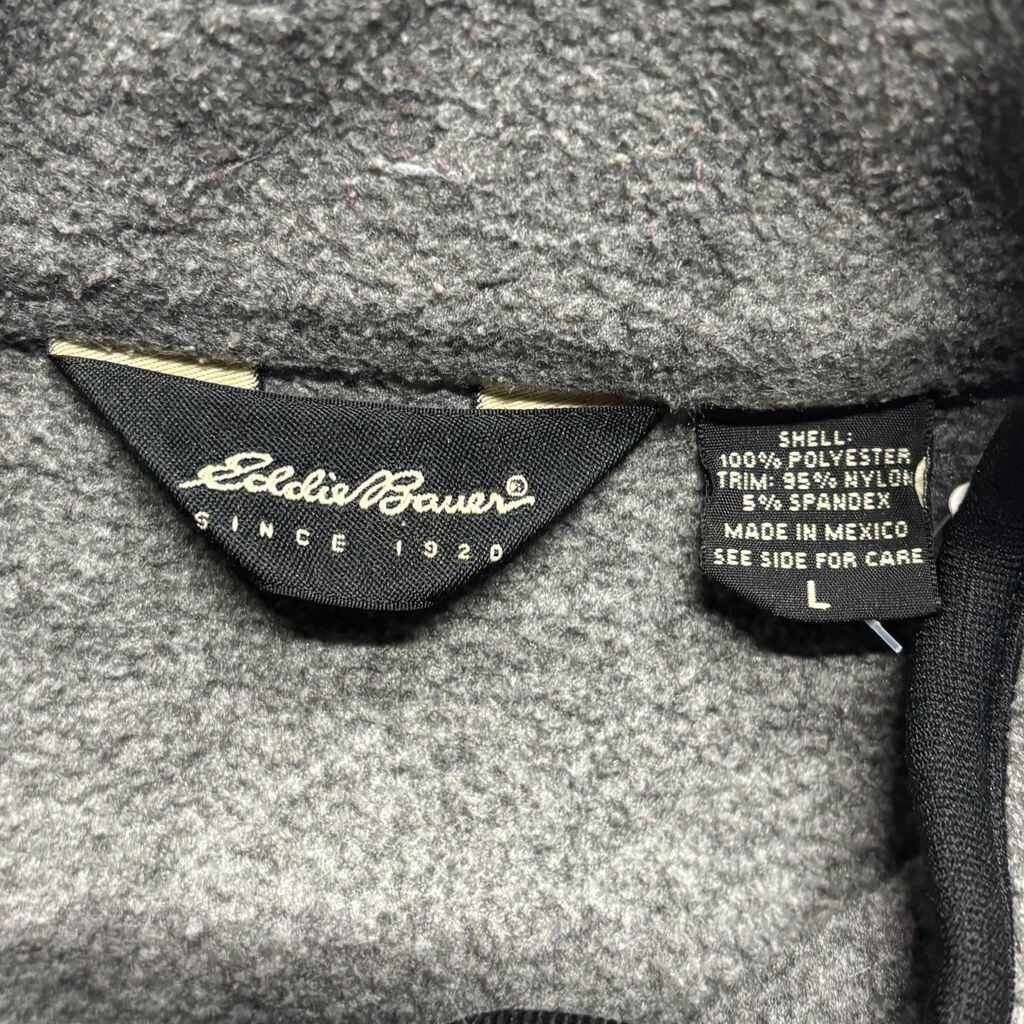 Eddie Bauer®
SINCE 1920
SHELL:
100% POLYESTER
TRIM: 95% NYLON
5% SPANDEX
MADE IN MEXICO
SEE SIDE FOR CARE
L